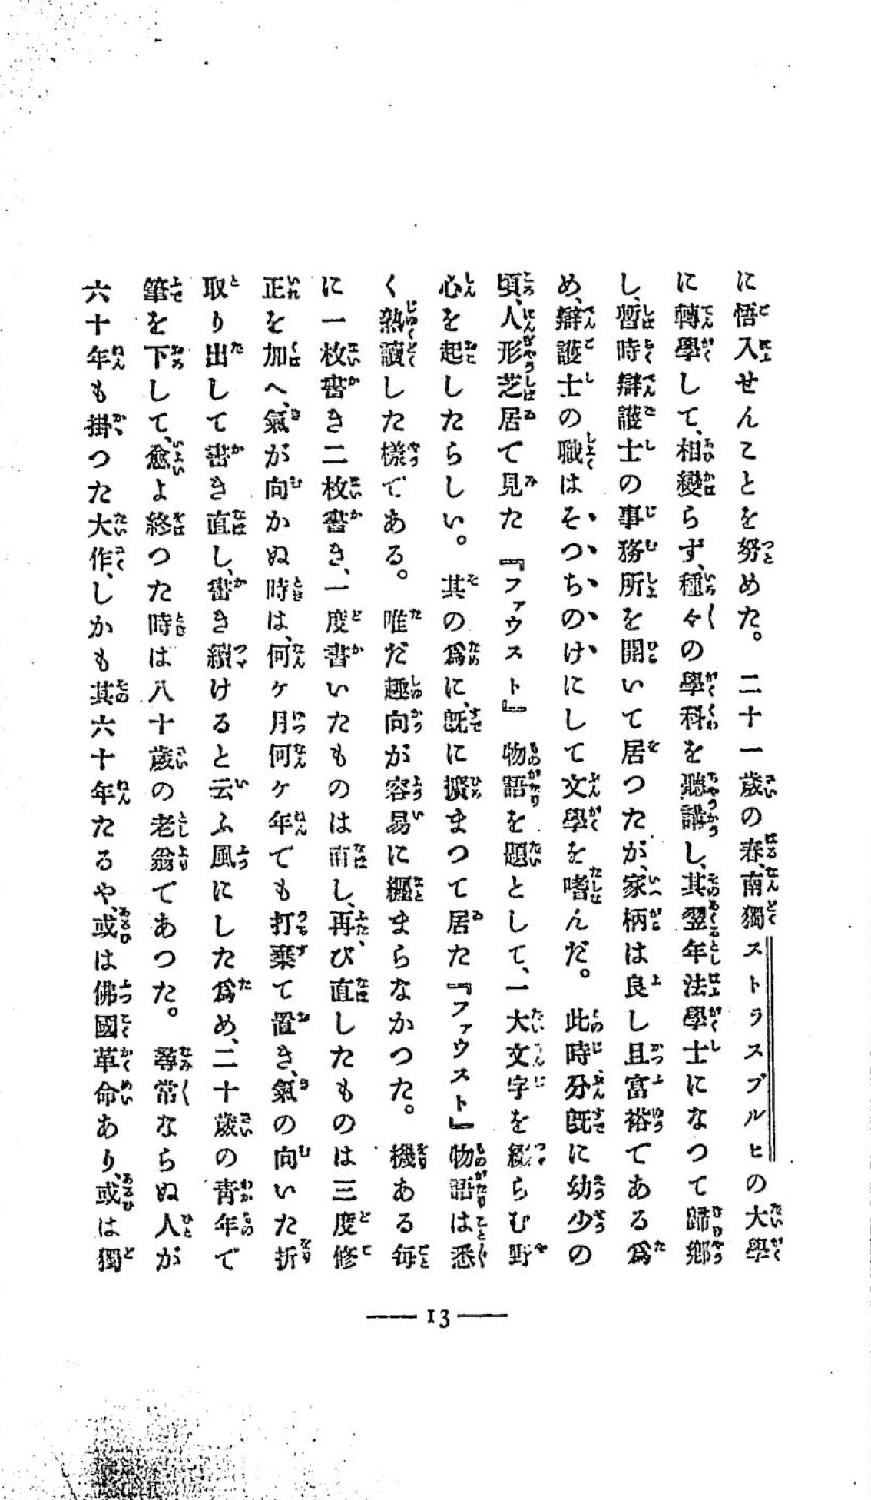 に悟入せんことを努めた。二十一歳の春、南獨ストラスブルヒの大學
に轉學して、相變らず、種々の學科を聽講し、其翌年法學士になつて歸鄕
し、暫時辯護士の事務所を開いて居つたが、家柄は良し且富裕である爲
め、辯護士の職はそつちのけにして文學を嗜んだ。此時分既に幼少の
頃、人形芝居で見た『ファウスト』物語を題として、一大文字を綴らむ野
心を起したらしい。其の爲に、既に擴まつて居た『ファウスト』物語は悉
く熟讀した樣である。唯だ趣向が容易に纒まらなかつた。機ある每
に一枚書き二枚書き、一度書いたものは直し、再び直したものは三度修
正を加へ、氣が向かぬ時は、何ヶ月何ヶ年でも打棄て置き、氣の向いた折
取り出して書き直し、書き續けると云ふ風にした爲め、二十歲の靑年で
筆を下して、愈よ終つた時は八十歲の老翁であつた。尋常ならぬ人が
六十年も掛つた大作、しかも其六十年たるや、或は佛國革命あり、或は獨
13